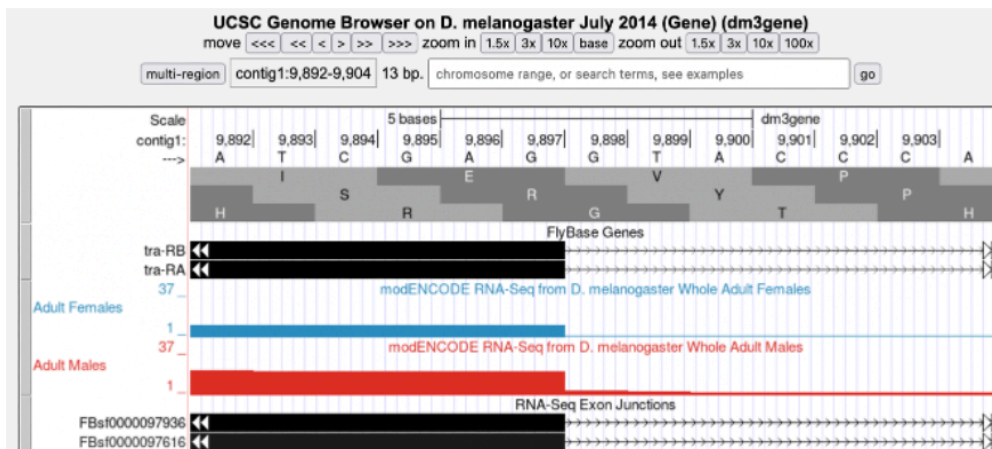 UCSC Genome Browser on D. melanogaster July 2014 (Gene) (dm3gene)
move <<< << < > >> >>> zoom in 1.5x 3x 10x base zoom out 1.5x 3x 10x 100x
multi-region contig1:9,892-9,904 13 bp. chromosome range, or search terms, see examples go
Scale 5 bases dm3gene
contig1: 9,892 9,893 9,894 9,895 9,896 9,897 9,898 9,899 9,900 9,901 9,902 9,903
---> A T C G A G G T A C C C A
I E V P
S R Y P
H R G T H
FlyBase Genes
tra-RB
tra-RA
37 _ modENCODE RNA-Seq from D. melanogaster Whole Adult Females
Adult Females
1 _
37 _ modENCODE RNA-Seq from D. melanogaster Whole Adult Males
Adult Males
1 _
RNA-Seq Exon Junctions
FBsf0000097936
FBsf0000097616